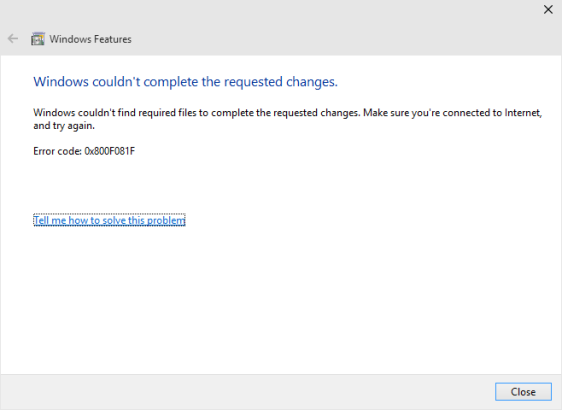 Windows Features
Windows couldn't complete the requested changes.
Windows couldn't find required files to complete the requested changes. Make sure you're connected to Internet,
and try again.
Error code: 0x800F081F
Tell me how to solve this problem
Close